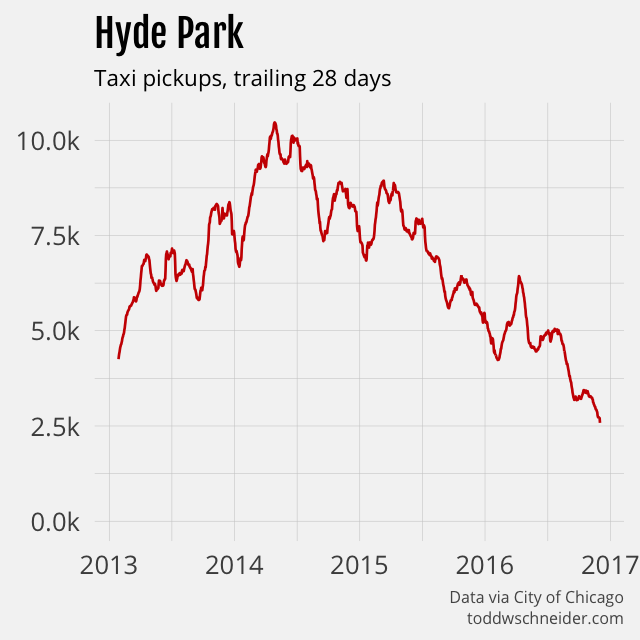 Hyde Park
Taxi pickups, trailing 28 days
10.0k
7.5k
5.0k
2.5k
0.0k
2013 2014 2015 2016 2017
Data via City of Chicago
toddwschneider.com